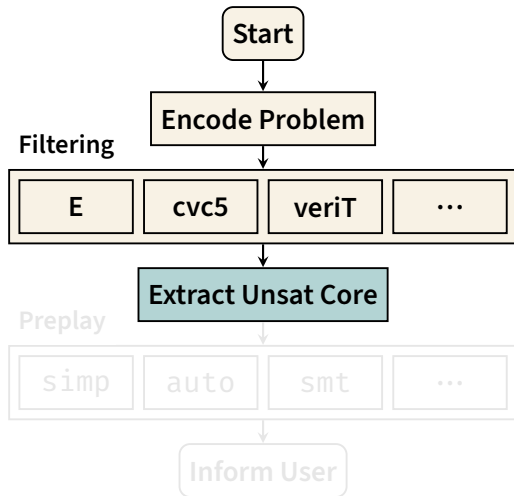 Start
Encode Problem
Filtering
E cvc5 veriT ...
Extract Unsat Core
Preplay
simp auto smt ...
Inform User